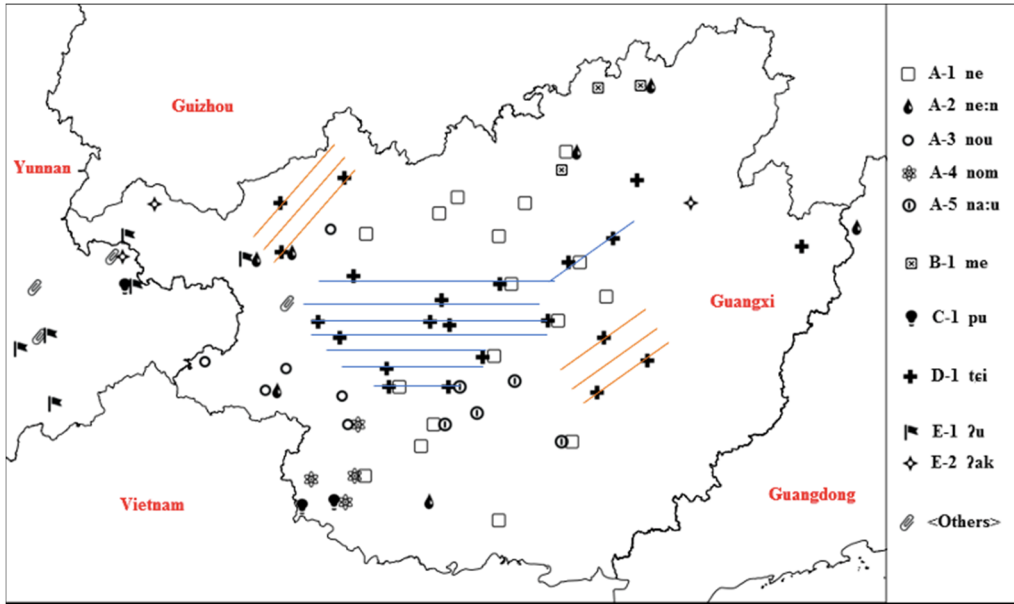 Guizhou
Yunnan
Guangxi
Vietnam
Guangdong
A-1 ne
A-2 ne:n
A-3 nou
A-4 nom
A-5 na:u
B-1 me
C-1 pu
D-1 tɕi
E-1 ʔu
E-2 ʔak
<Others>